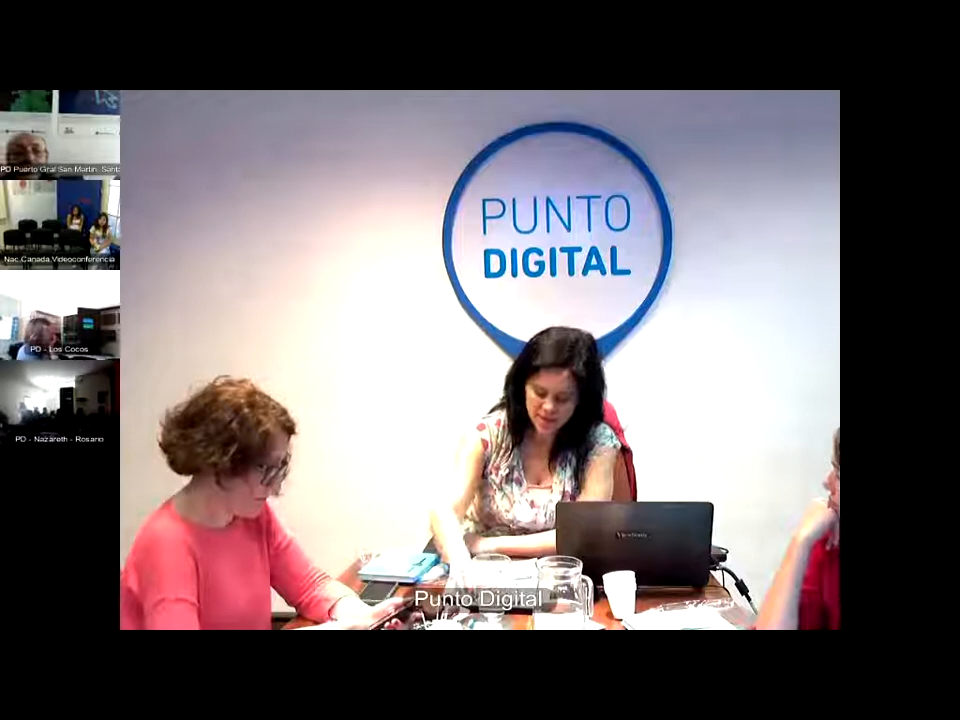 PD Puerto Gral San Martin, Santa
Nac.Canada.Videoconferencia
PD - Los Cocos
PD - Nazareth - Rosario
PUNTO
DIGITAL
ViewSonic
Punto Digital